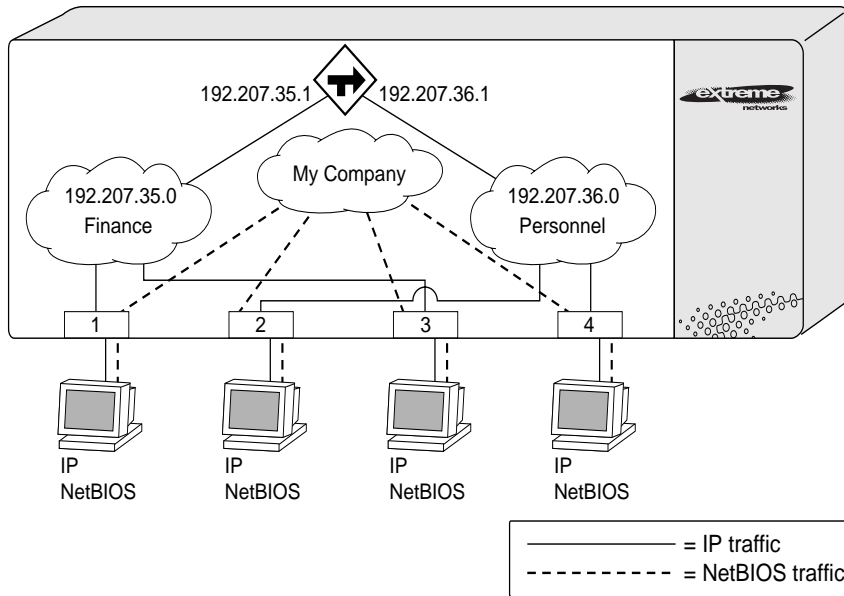 192.207.35.1
192.207.36.1
extreme
networks
My Company
192.207.35.0
Finance
192.207.36.0
Personnel
1
2
3
4
IP
NetBIOS
IP
NetBIOS
IP
NetBIOS
IP
NetBIOS
= IP traffic
= NetBIOS traffic